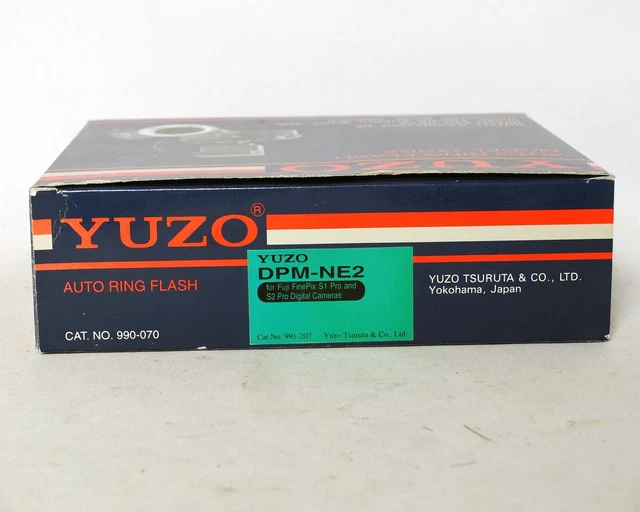 YUZO
YUZO®
AUTO RING FLASH
CAT. NO. 990-070
YUZO
DPM-NE2
for Fuji FinePix S1 Pro and
S2 Pro Digital Cameras
Cat.No. 991-207 Yuzo Tsuruta & Co., Ltd.
YUZO TSURUTA & CO., LTD.
Yokohama, Japan